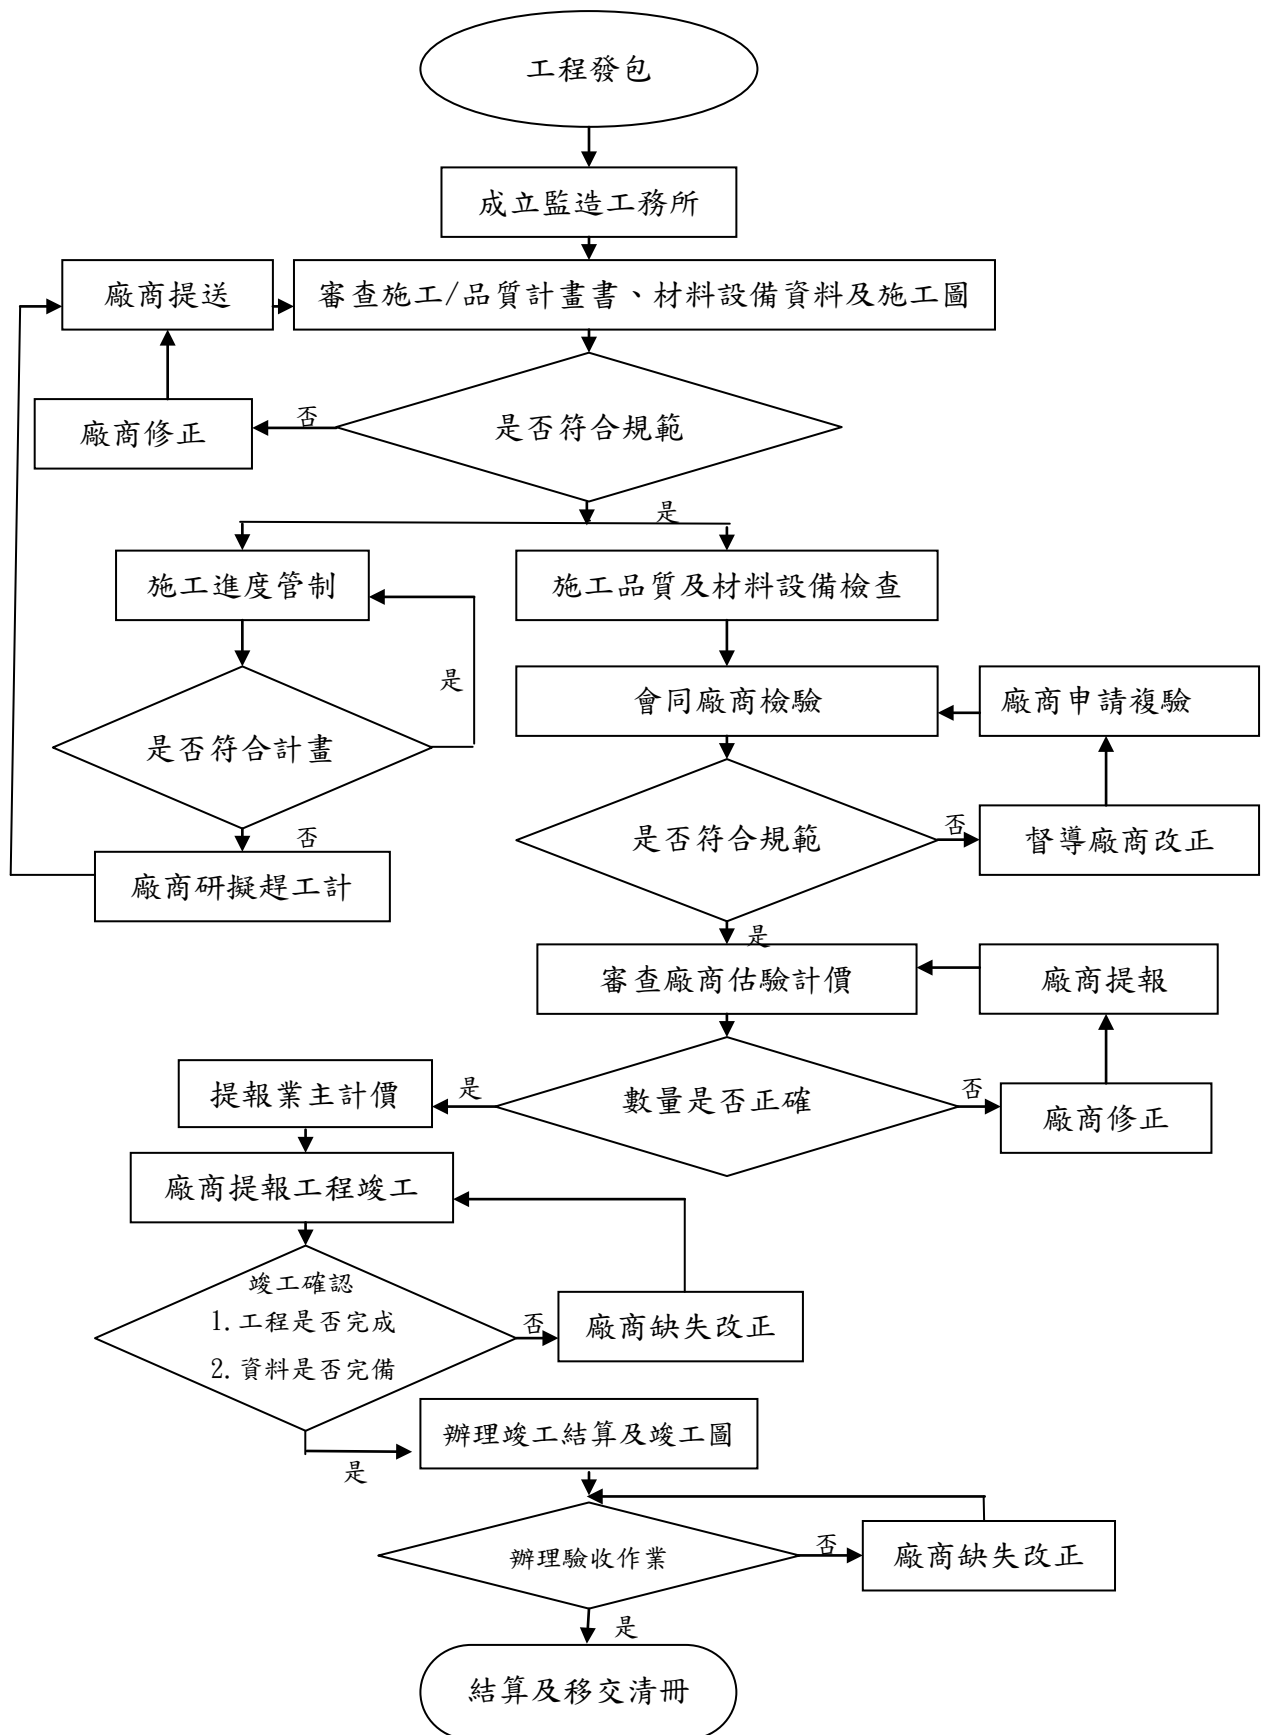 工程發包
成立監造工務所
廠商提送
審查施工/品質計畫書、材料設備資料及施工圖
廠商修正
否
是否符合規範
是
施工進度管制
施工品質及材料設備檢查
是
會同廠商檢驗
廠商申請複驗
是否符合計畫
否
是否符合規範
否
督導廠商改正
廠商研擬趕工計
是
審查廠商估驗計價
廠商提報
提報業主計價
是
數量是否正確
否
廠商修正
廠商提報工程竣工
竣工確認
1.工程是否完成
2.資料是否完備
否
廠商缺失改正
是
辦理竣工結算及竣工圖
辦理驗收作業
否
廠商缺失改正
是
結算及移交清冊